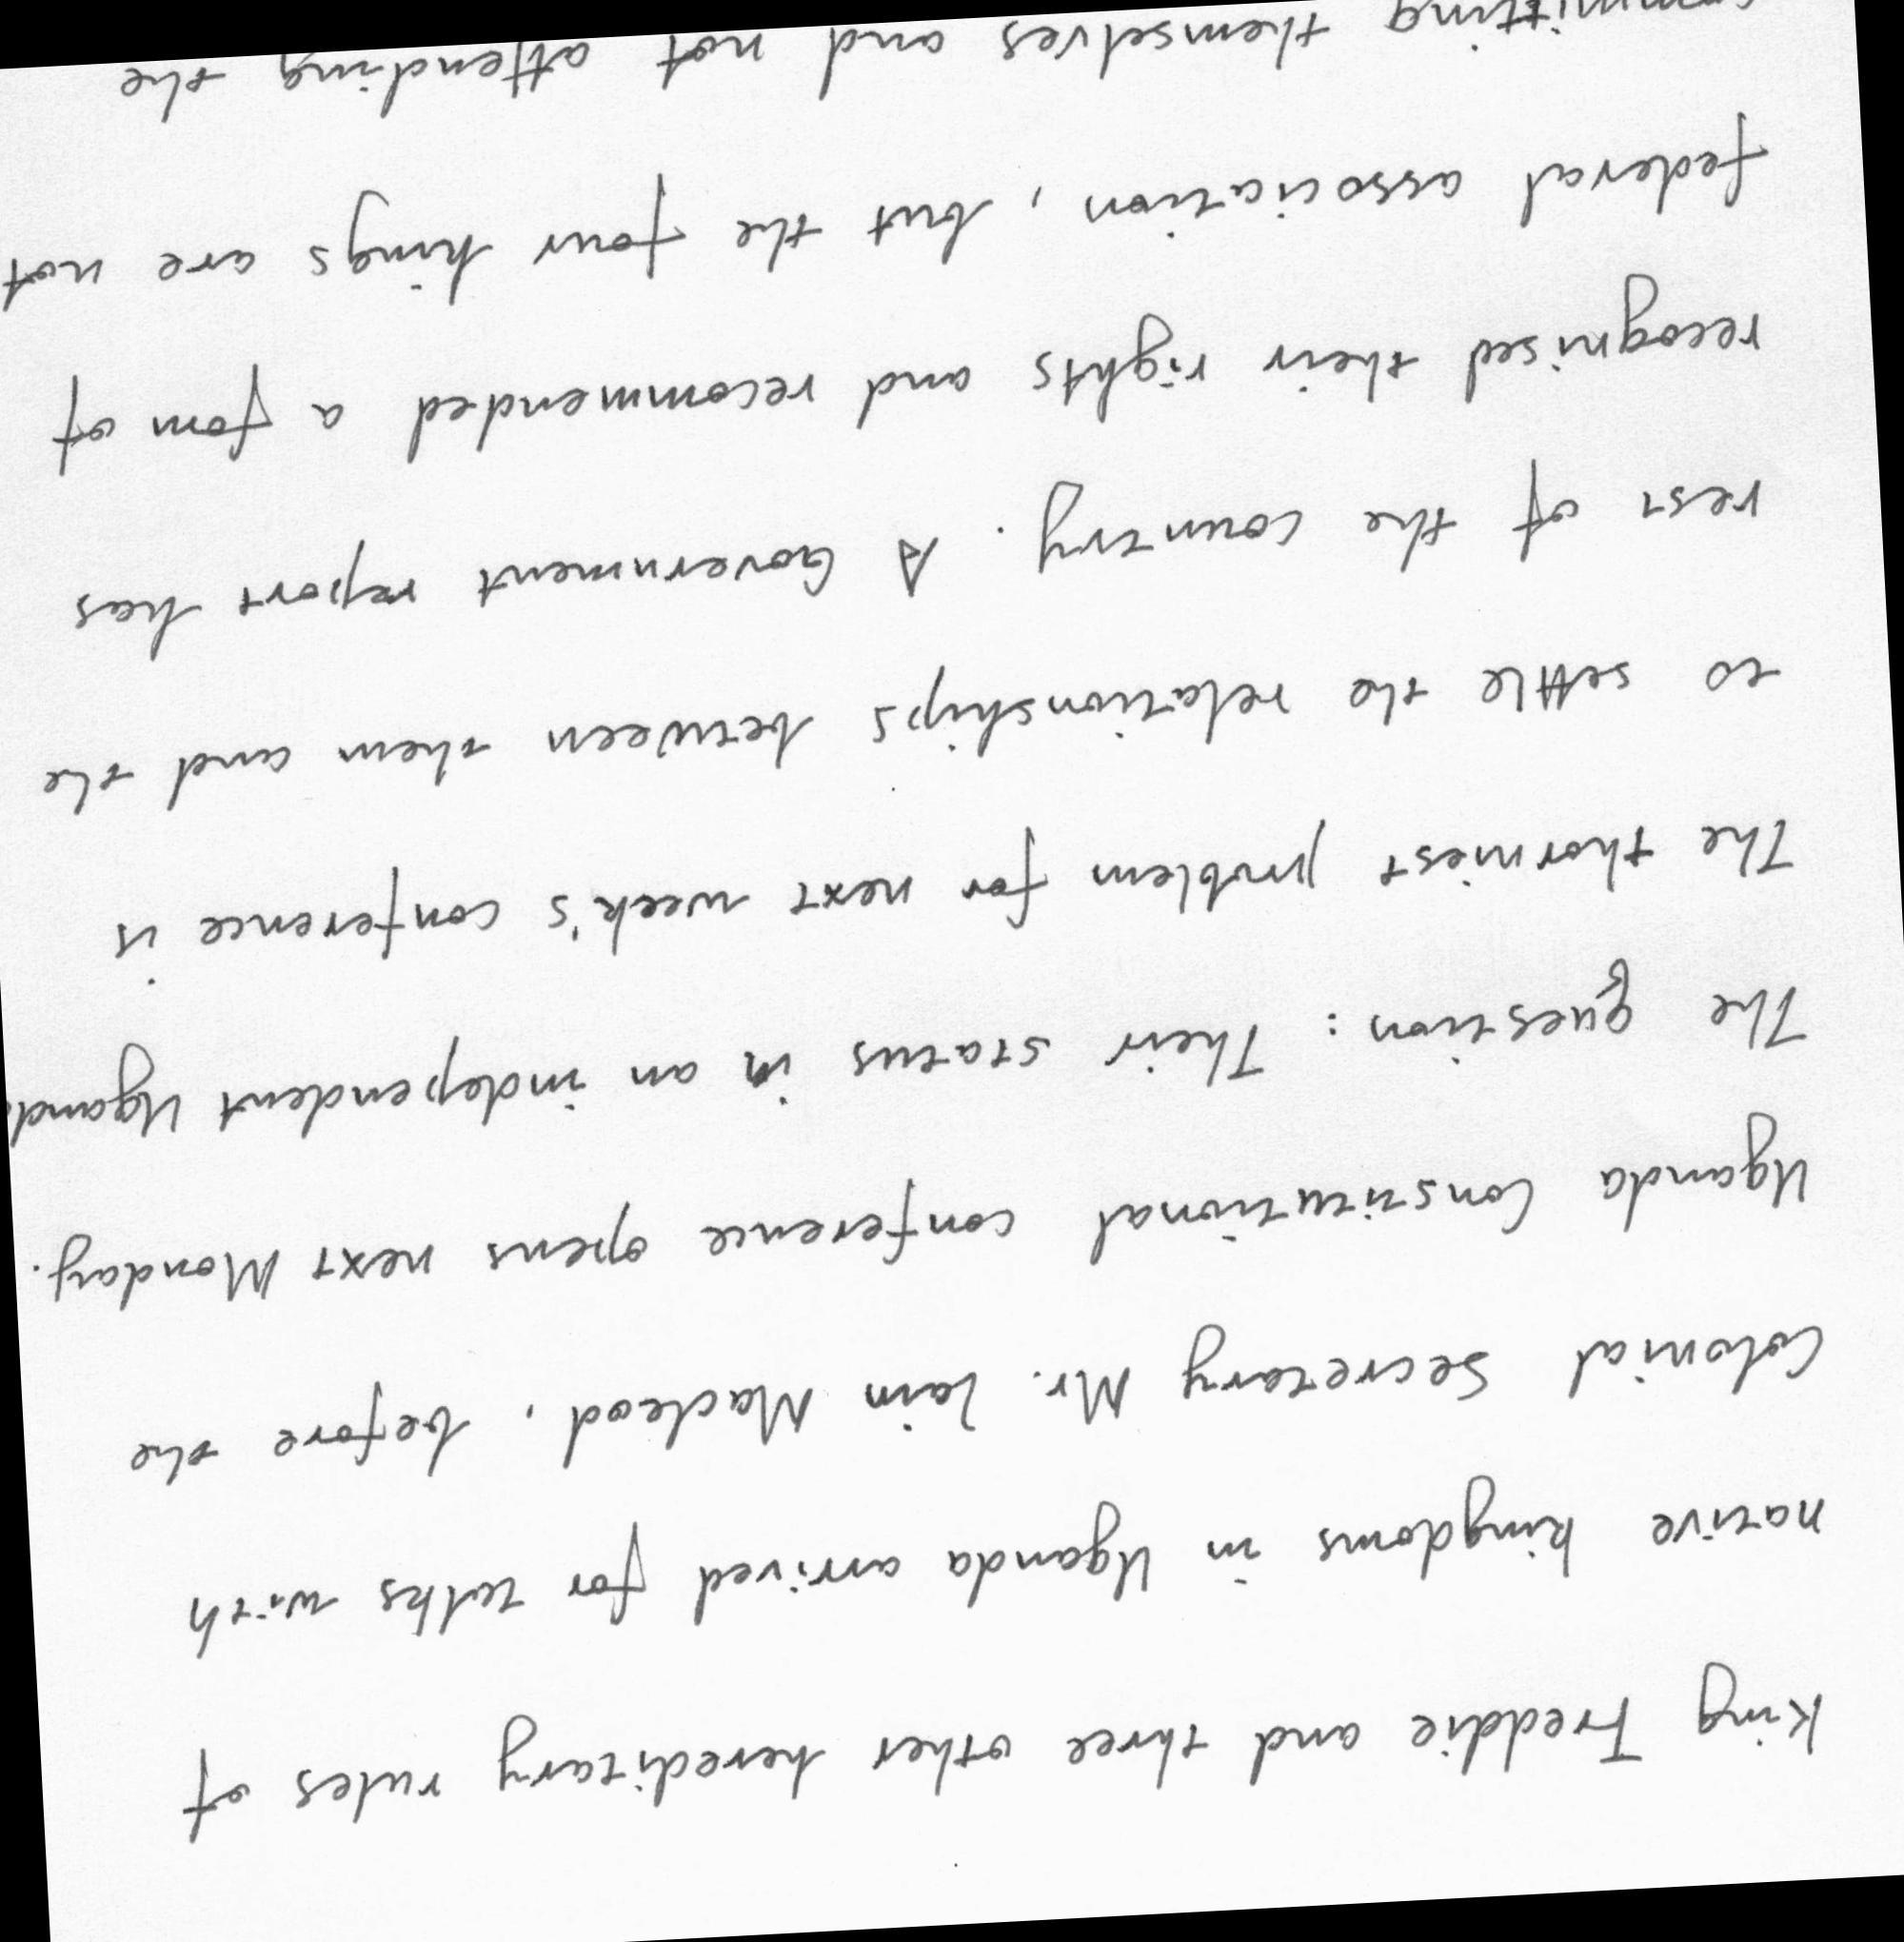 King Freddie and three other hereditary rules of
native kingdoms in Uganda arrived for talks with
Colonial Secretary Mr. Iain Macleod, before the
Uganda Constitutional conference opens next Monday.
The question: Their status in an independent Ugand
The thorniest problem for next week's conference is
to settle the relationships between them and the
rest of the country. A Government report has
recognised their rights and recommended a fom of
federal association, but the four kings are not
committing themselves and not attending the